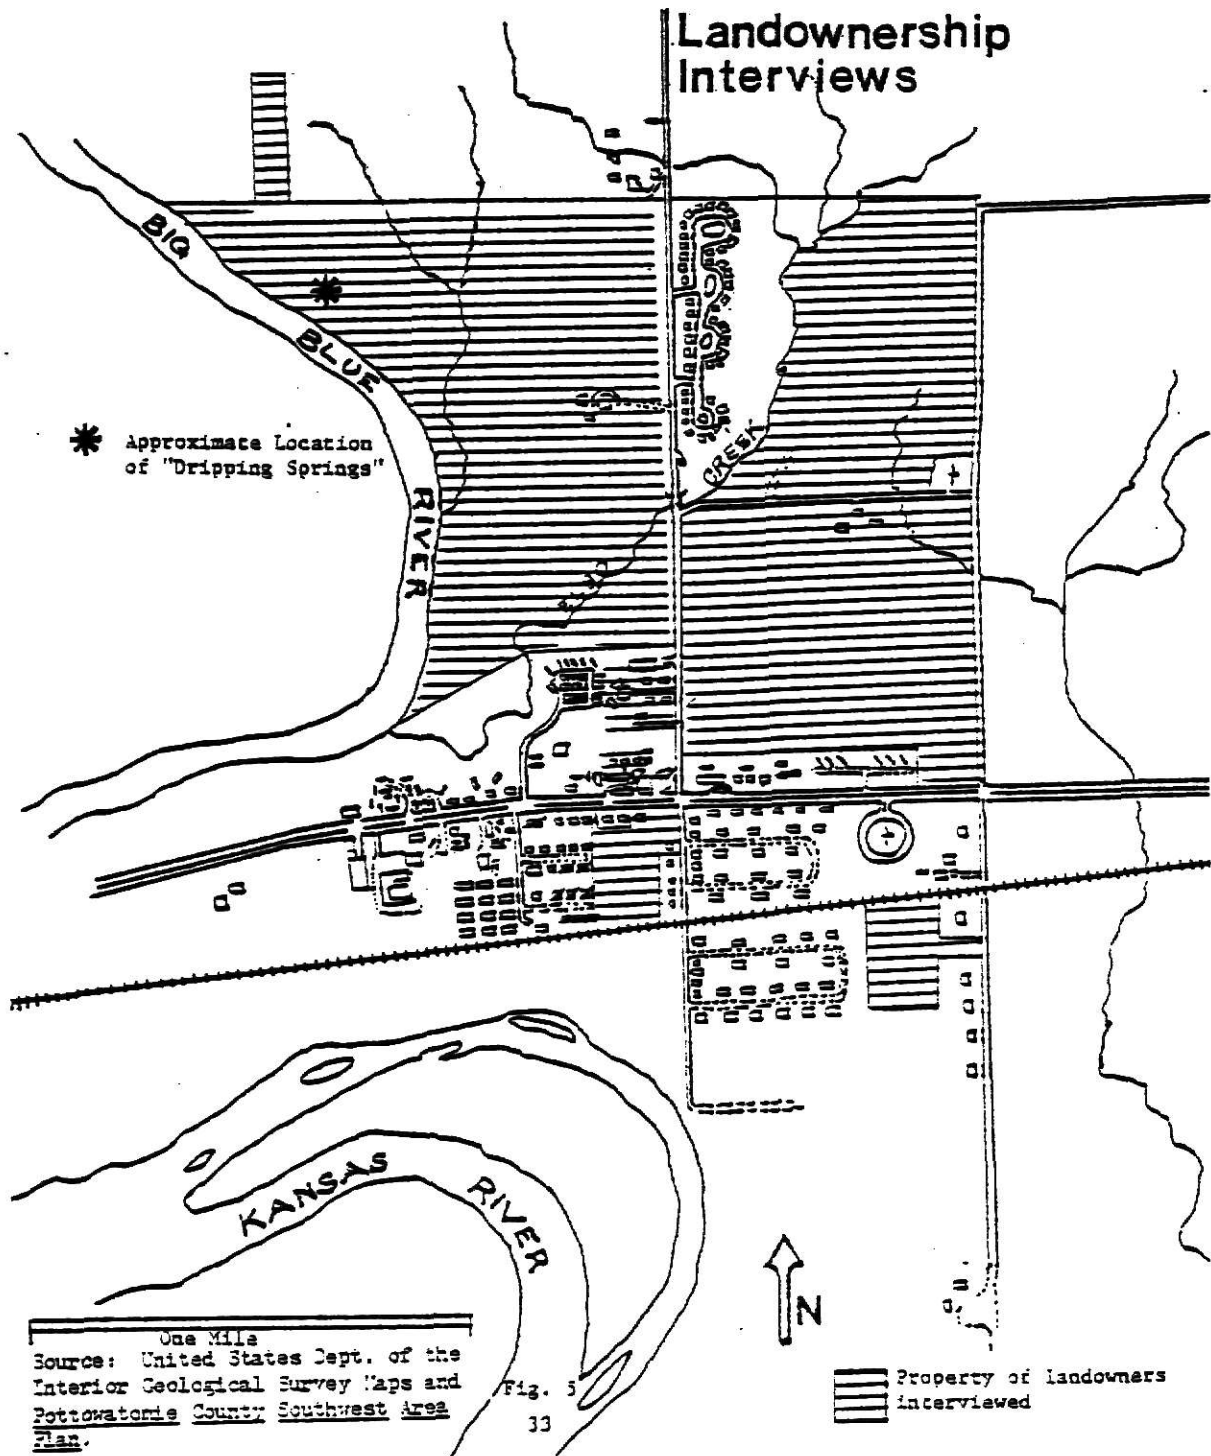 Landownership
Interviews
BIG
BLUE
RIVER
Approximate Location
of "Dripping Springs"
CREEK
KANSAS
RIVER
N
One Mile
Source: United States Dept. of the
Interior Geological Survey Maps and
Pottowatomie County Southwest Area
Plan.
Fig. 5
33
Property of landowners
interviewed